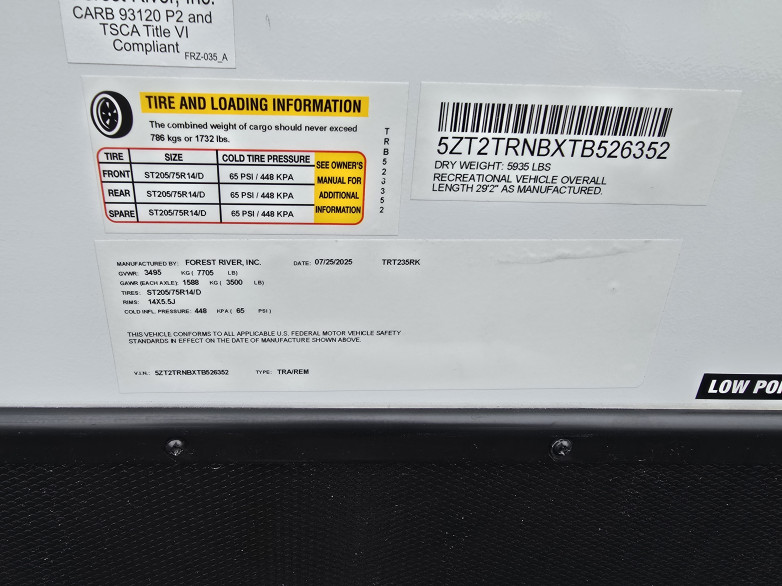 Forest River, Inc.
CARB 93120 P2 and
TSCA Title VI
Compliant
FRZ-035_A
TIRE AND LOADING INFORMATION
The combined weight of cargo should never exceed
786 kgs or 1732 lbs.
TIRE SIZE COLD TIRE PRESSURE
FRONT ST205/75R14/D 65 PSI / 448 KPA
REAR ST205/75R14/D 65 PSI / 448 KPA
SPARE ST205/75R14/D 65 PSI / 448 KPA
SEE OWNER'S
MANUAL FOR
ADDITIONAL
INFORMATION
TRB526352
5ZT2TRNBXTB526352
DRY WEIGHT: 5935 LBS
RECREATIONAL VEHICLE OVERALL
LENGTH 29'2" AS MANUFACTURED.
MANUFACTURED BY: FOREST RIVER, INC. DATE: 07/25/2025 TRT235RK
GVWR: 3495 KG ( 7705 LB)
GAWR (EACH AXLE): 1588 KG ( 3500 LB)
TIRES: ST205/75R14/D
RIMS: 14X5.5J
COLD INFL. PRESSURE: 448 KPA ( 65 PSI )
THIS VEHICLE CONFORMS TO ALL APPLICABLE U.S. FEDERAL MOTOR VEHICLE SAFETY
STANDARDS IN EFFECT ON THE DATE OF MANUFACTURE SHOWN ABOVE.
V.I.N.: 5ZT2TRNBXTB526352 TYPE: TRA/REM
LOW POI